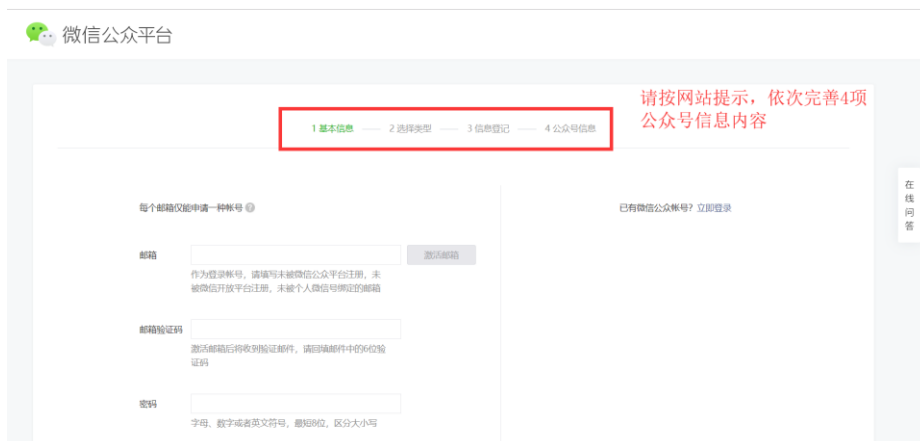 微信公众平台
请按网站提示，依次完善4项
公众号信息内容
1 基本信息 2 选择类型 3 信息登记 4 公众号信息
每个邮箱仅能申请一种帐号 ?
已有微信公众帐号？ 立即登录
在
线
问
答
邮箱
激活邮箱
作为登录帐号，请填写未被微信公众平台注册，未
被微信开放平台注册，未被个人微信号绑定的邮箱
邮箱验证码
激活邮箱后将收到验证邮件，请回填邮件中的6位验
证码
密码
字母、数字或者英文符号，最短8位，区分大小写